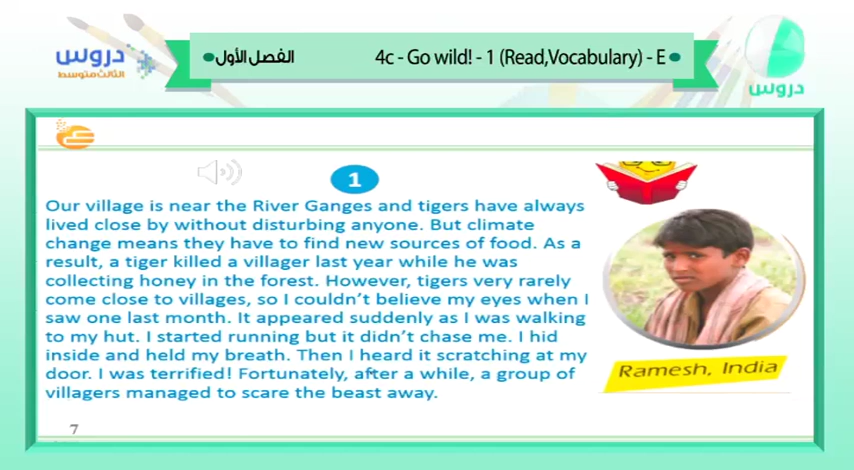 دروس
الثالث متوسط
الفصل الأول
4c - Go wild! - 1 (Read,Vocabulary) - E
دروس
1
Our village is near the River Ganges and tigers have always
lived close by without disturbing anyone. But climate
change means they have to find new sources of food. As a
result, a tiger killed a villager last year while he was
collecting honey in the forest. However, tigers very rarely
come close to villages, so I couldn't believe my eyes when I
saw one last month. It appeared suddenly as I was walking
to my hut. I started running but it didn't chase me. I hid
inside and held my breath. Then I heard it scratching at my
door. I was terrified! Fortunately, after a while, a group of
villagers managed to scare the beast away.
Ramesh, India
7